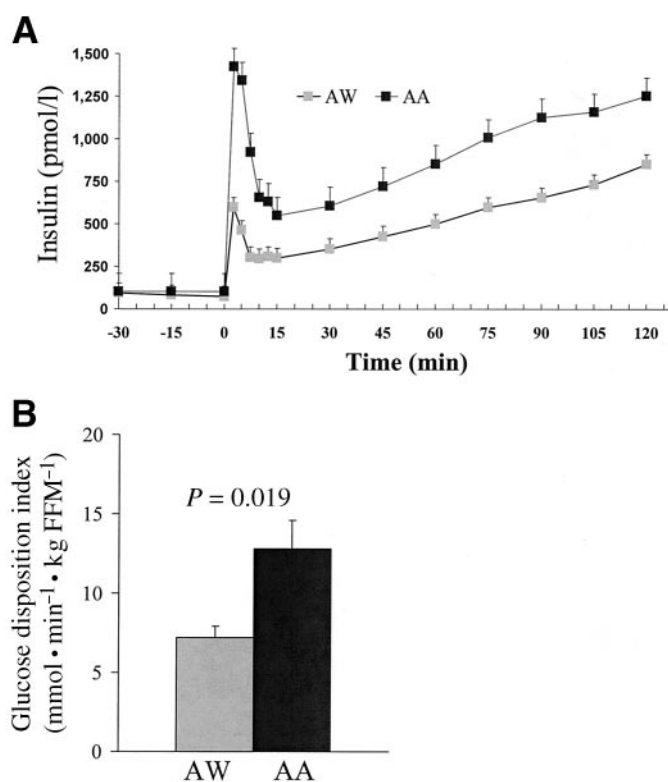 A
1,500
1,250
1,000
750
500
250
0
Insulin (pmol/l)
AW AA
-30 -15 0 15 30 45 60 75 90 105 120
Time (min)
B
20
15
10
5
0
Glucose disposition index
(mmol • min⁻¹ • kg FFM⁻¹)
P = 0.019
AW AA